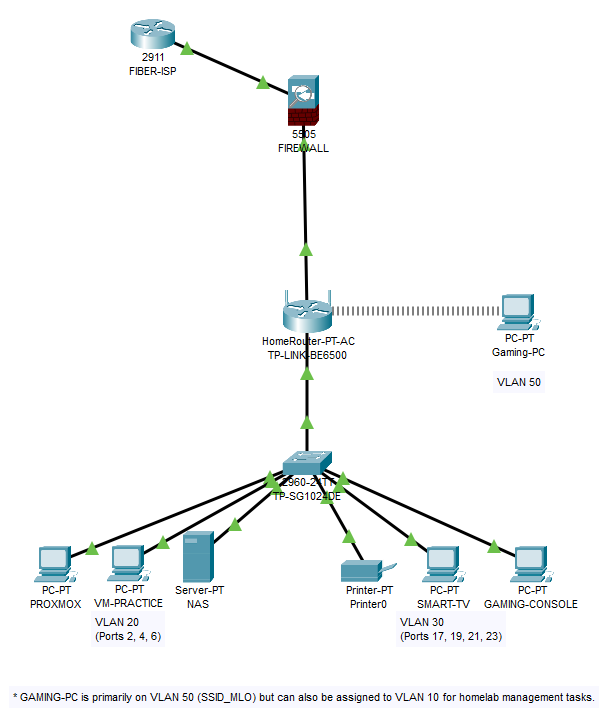 2911
FIBER-ISP
5505
FIREWALL
HomeRouter-PT-AC
TP-LINK-BE6500
PC-PT
Gaming-PC
VLAN 50
2960-24TT
TP-SG1024DE
PC-PT
PROXMOX
PC-PT
VM-PRACTICE
Server-PT
NAS
Printer-PT
Printer0
PC-PT
SMART-TV
PC-PT
GAMING-CONSOLE
VLAN 20
(Ports 2, 4, 6)
VLAN 30
(Ports 17, 19, 21, 23)
* GAMING-PC is primarily on VLAN 50 (SSID_MLO) but can also be assigned to VLAN 10 for homelab management tasks.